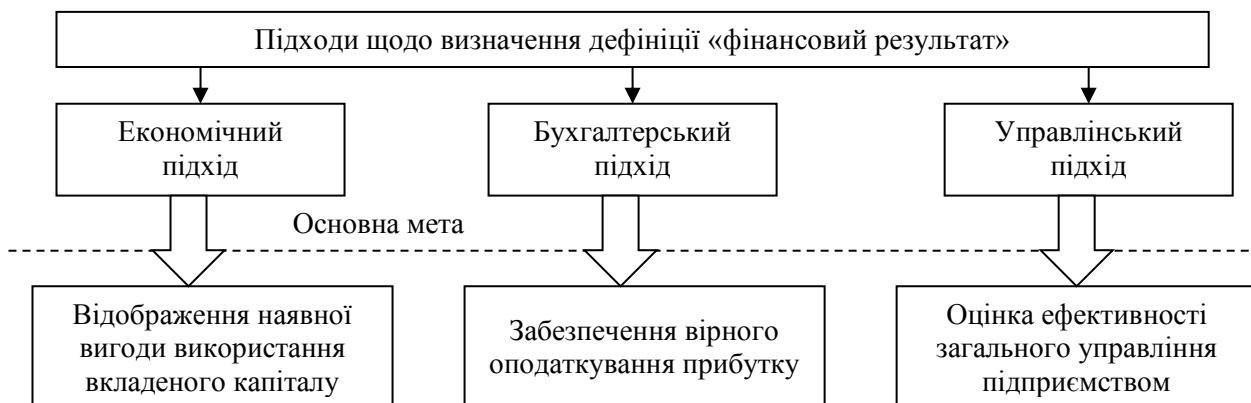 Підходи щодо визначення дефініції «фінансовий результат»
Економічний
підхід
Бухгалтерський
підхід
Управлінський
підхід
Основна мета
Відображення наявної
вигоди використання
вкладеного капіталу
Забезпечення вірного
оподаткування прибутку
Оцінка ефективності
загального управління
підприємством